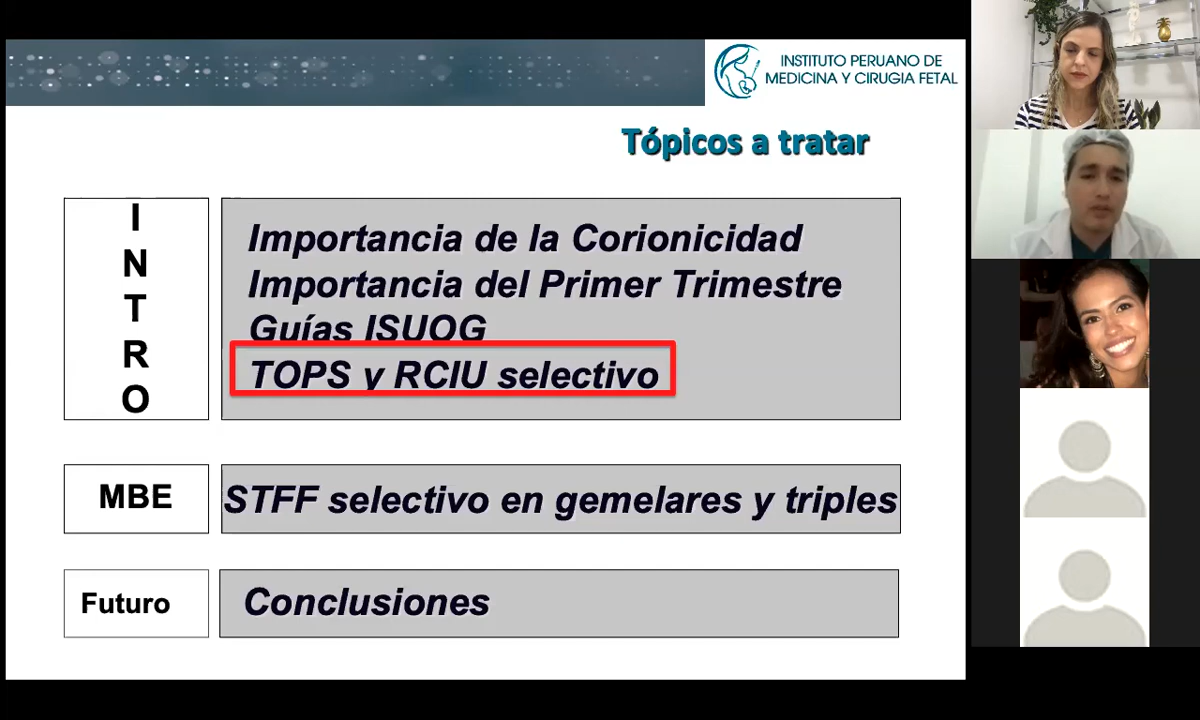 INSTITUTO PERUANO DE
MEDICINA Y CIRUGIA FETAL
Tópicos a tratar
I
N
T
R
O
Importancia de la Corionicidad
Importancia del Primer Trimestre
Guías ISUOG
TOPS y RCIU selectivo
MBE
STFF selectivo en gemelares y triples
Futuro
Conclusiones